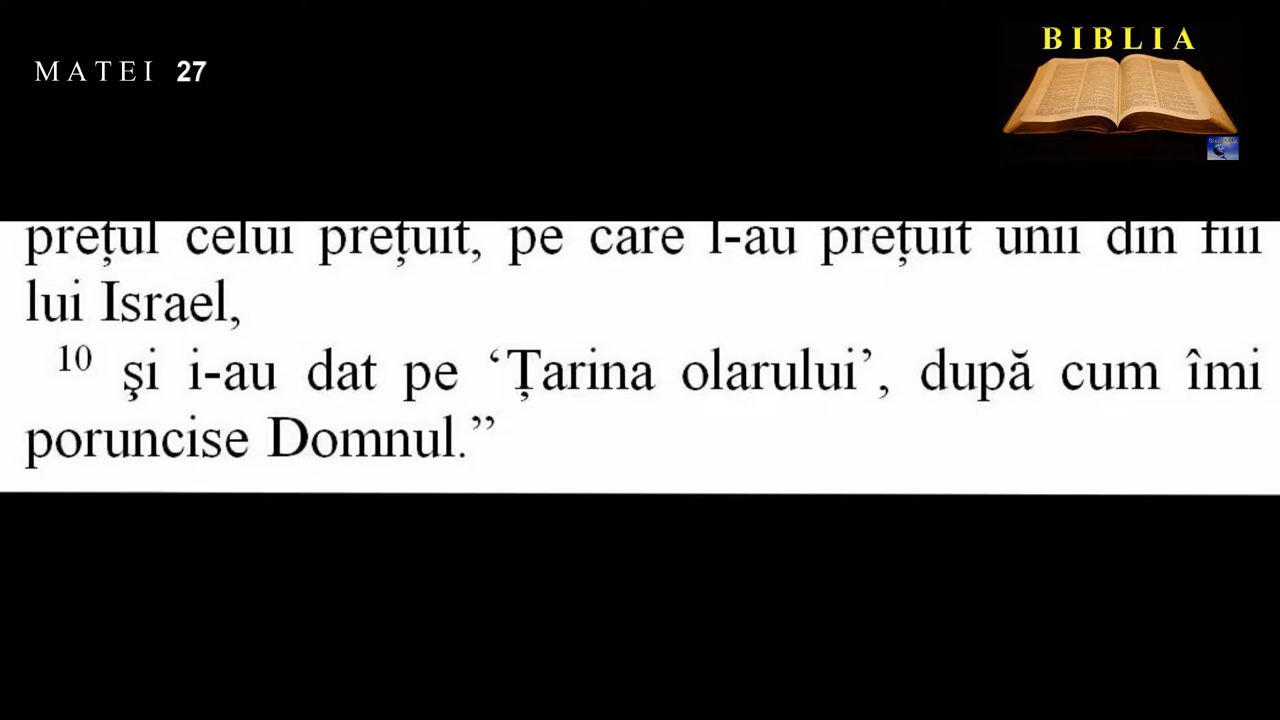 BIBLIA
MATEI 27
prețul celui prețuit, pe care l-au prețuit unii din fiii
lui Israel,
10 și i-au dat pe ‘Țarina olarului’, după cum îmi
poruncise Domnul.”